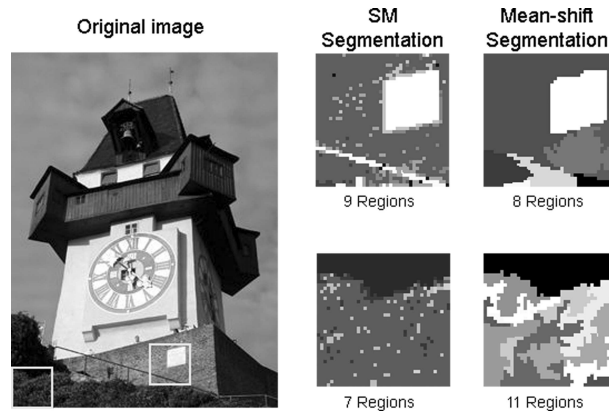 Original image
SM
Segmentation
Mean-shift
Segmentation
9 Regions
8 Regions
7 Regions
11 Regions